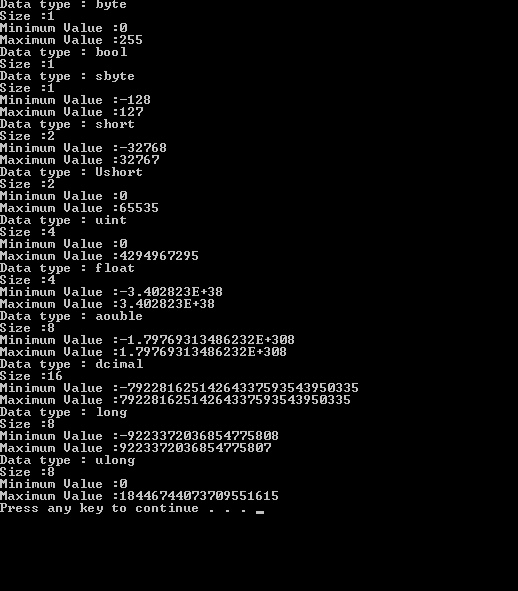 Data type : byte
Size :1
Minimum Value :0
Maximum Value :255
Data type : bool
Size :1
Data type : sbyte
Size :1
Minimum Value :-128
Maximum Value :127
Data type : short
Size :2
Minimum Value :-32768
Maximum Value :32767
Data type : Ushort
Size :2
Minimum Value :0
Maximum Value :65535
Data type : uint
Size :4
Minimum Value :0
Maximum Value :4294967295
Data type : float
Size :4
Minimum Value :-3.402823E+38
Maximum Value :3.402823E+38
Data type : aouble
Size :8
Minimum Value :-1.79769313486232E+308
Maximum Value :1.79769313486232E+308
Data type : dcimal
Size :16
Minimum Value :-79228162514264337593543950335
Maximum Value :79228162514264337593543950335
Data type : long
Size :8
Minimum Value :-9223372036854775808
Maximum Value :9223372036854775807
Data type : ulong
Size :8
Minimum Value :0
Maximum Value :18446744073709551615
Press any key to continue . . . _